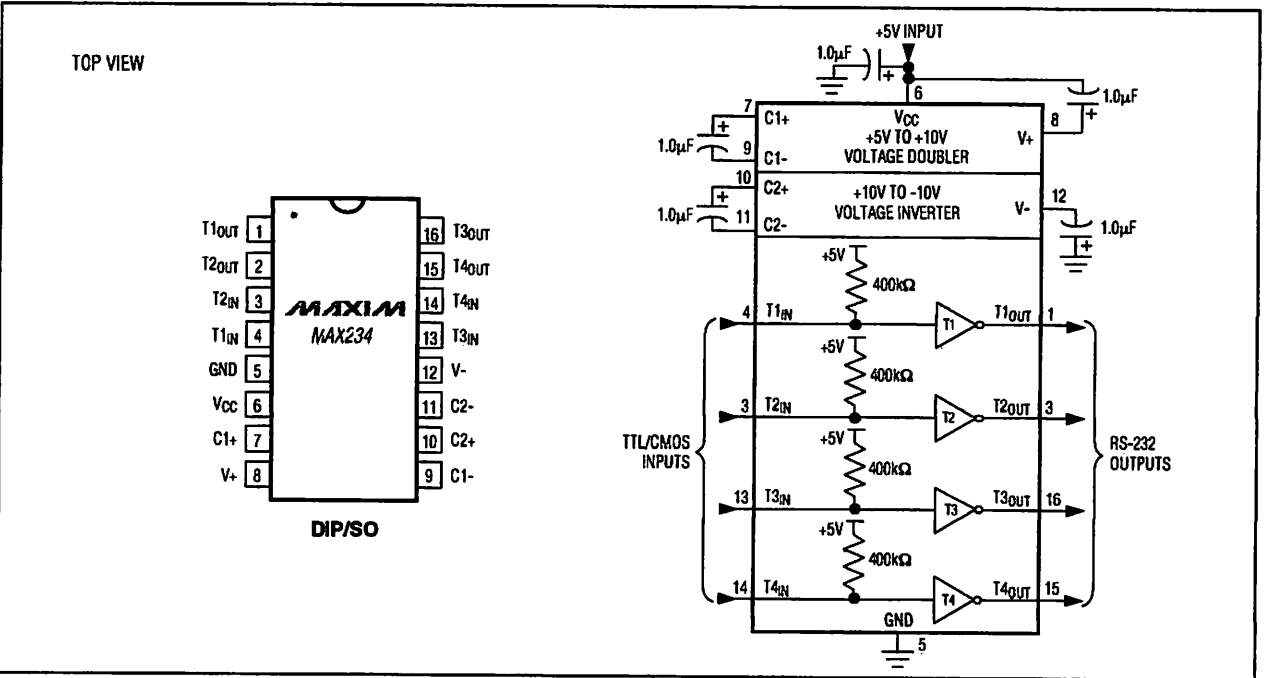 TOP VIEW
T1OUT 1
T2OUT 2
T2IN 3
T1IN 4
GND 5
VCC 6
C1+ 7
V+ 8
16 T3OUT
15 T4OUT
14 T4IN
13 T3IN
12 V-
11 C2-
10 C2+
9 C1-
MAXIM
MAX234
DIP/SO
+5V INPUT
1.0µF
+
6
1.0µF
+
7 C1+
VCC
+5V TO +10V
VOLTAGE DOUBLER
V+ 8
1.0µF
+
9 C1-
10 C2+
+10V TO -10V
VOLTAGE INVERTER
V- 12
1.0µF
+
11 C2-
1.0µF
+
+5V
400kΩ
4 T1IN
T1
T1OUT 1
+5V
400kΩ
3 T2IN
T2
T2OUT 3
TTL/CMOS
INPUTS
RS-232
OUTPUTS
+5V
400kΩ
13 T3IN
T3
T3OUT 16
+5V
400kΩ
14 T4IN
T4
T4OUT 15
GND
5